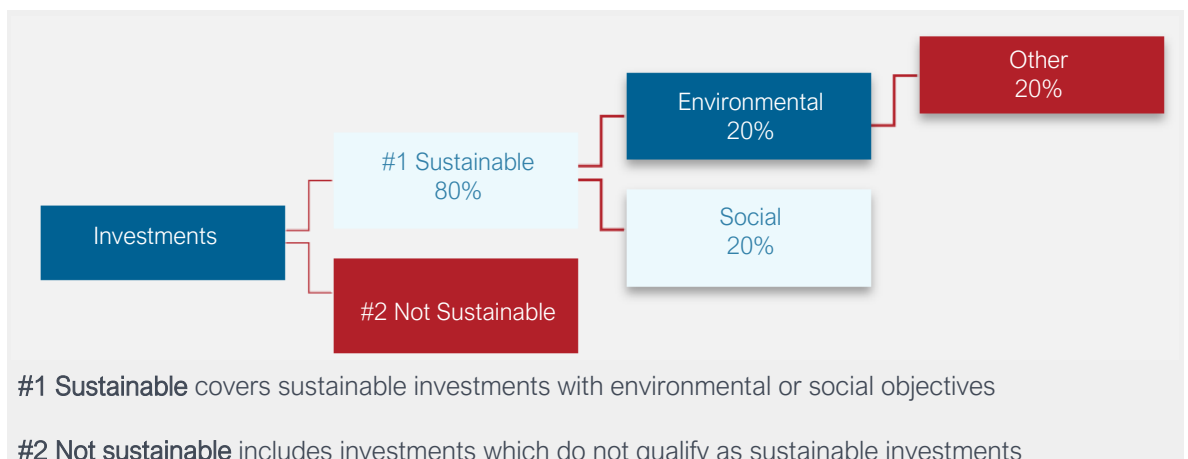 Other
20%
Environmental
20%
#1 Sustainable
80%
Social
20%
Investments
#2 Not Sustainable
#1 Sustainable covers sustainable investments with environmental or social objectives
#2 Not sustainable includes investments which do not qualify as sustainable investments